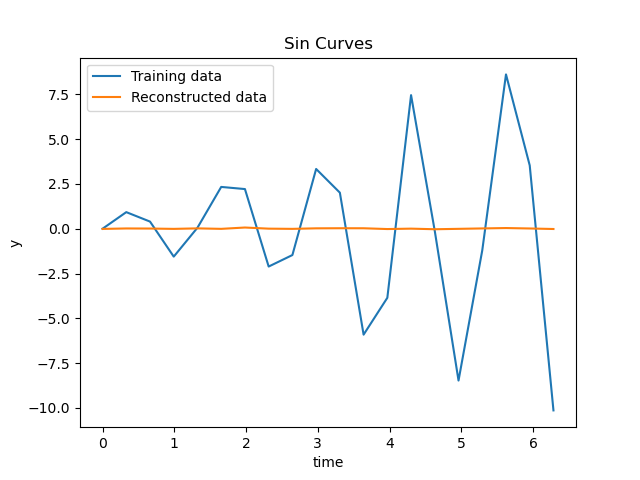 Sin Curves
Training data
Reconstructed data
7.5
5.0
2.5
0.0
−2.5
−5.0
−7.5
−10.0
y
0 1 2 3 4 5 6
time